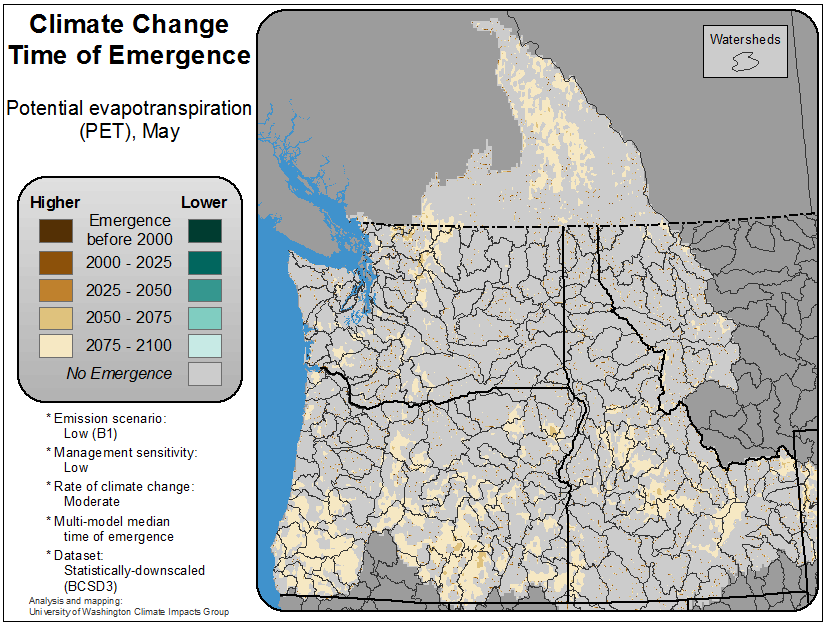 Climate Change
Time of Emergence
Potential evapotranspiration
(PET), May
Higher
Lower
Emergence
before 2000
2000 - 2025
2025 - 2050
2050 - 2075
2075 - 2100
No Emergence
* Emission scenario:
Low (B1)
* Management sensitivity:
Low
* Rate of climate change:
Moderate
* Multi-model median
time of emergence
* Dataset:
Statistically-downscaled
(BCSD3)
Analysis and mapping:
University of Washington Climate Impacts Group
Watersheds